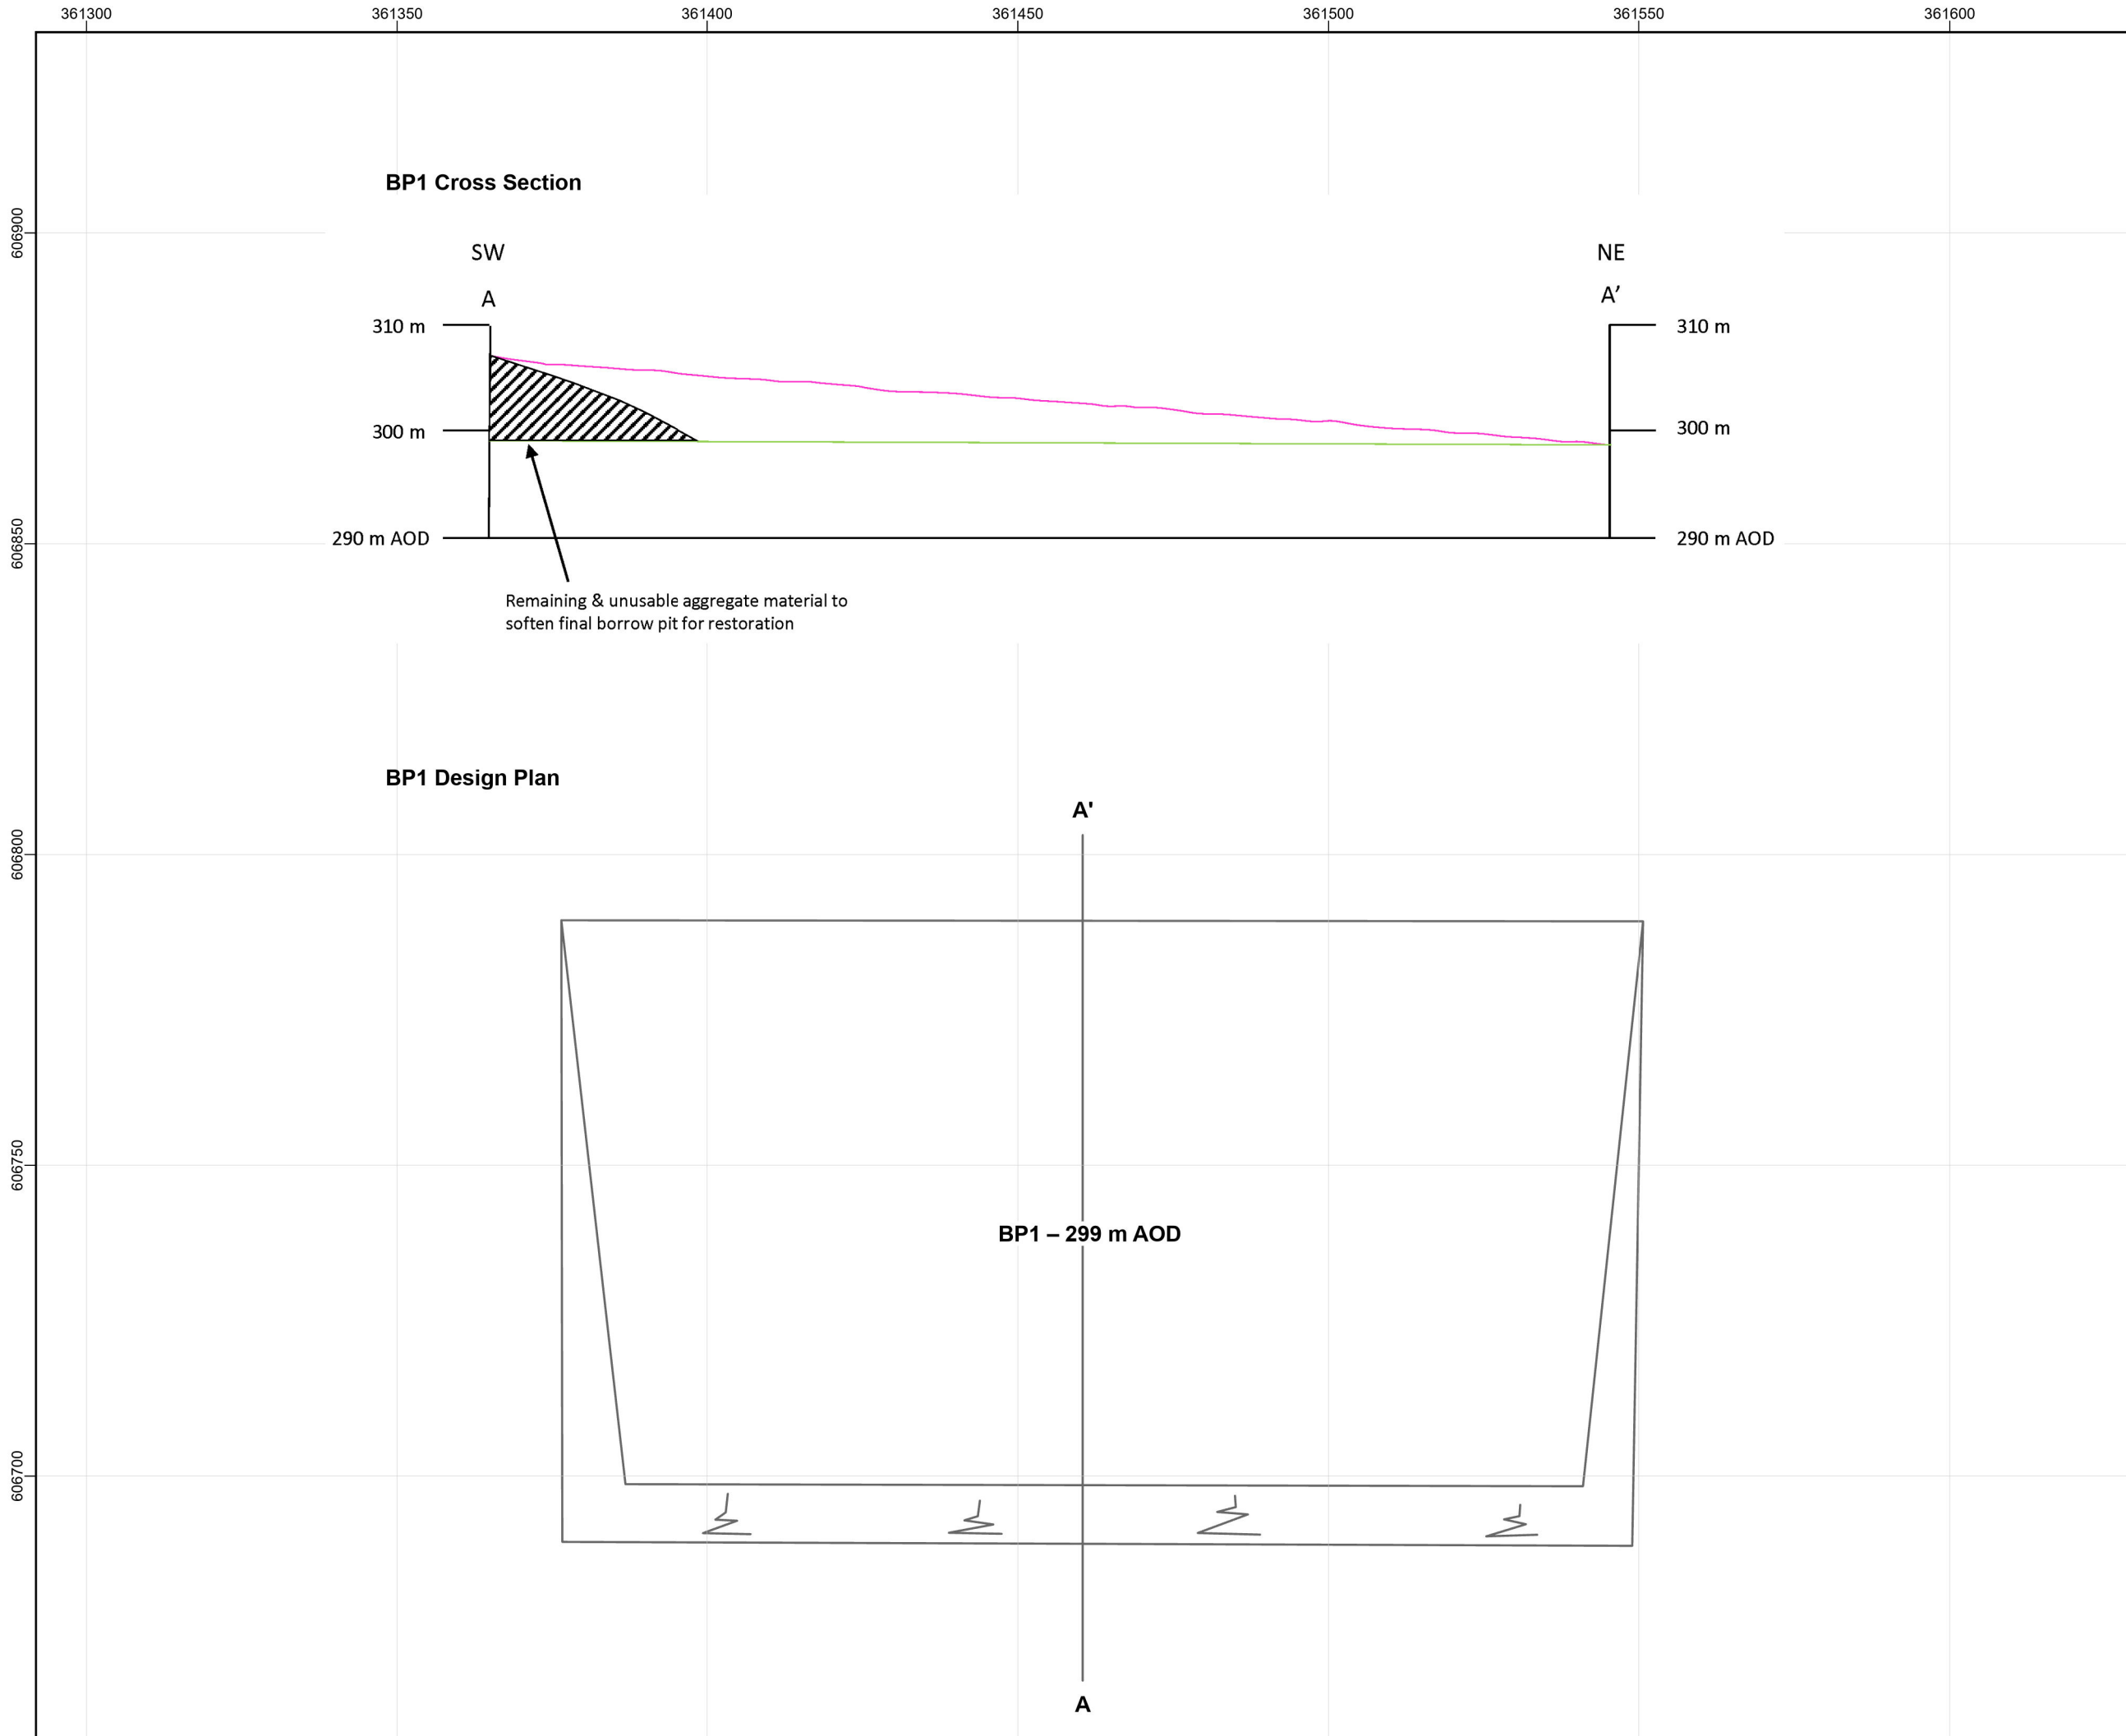 361300 361350 361400 361450 361500 361550 361600
BP1 Cross Section
606900
SW NE
A A’
310 m 310 m
300 m 300 m
290 m AOD 290 m AOD
606850
Remaining & unusable aggregate material to
soften final borrow pit for restoration
BP1 Design Plan
A'
606800
606750
BP1 – 299 m AOD
606700
A